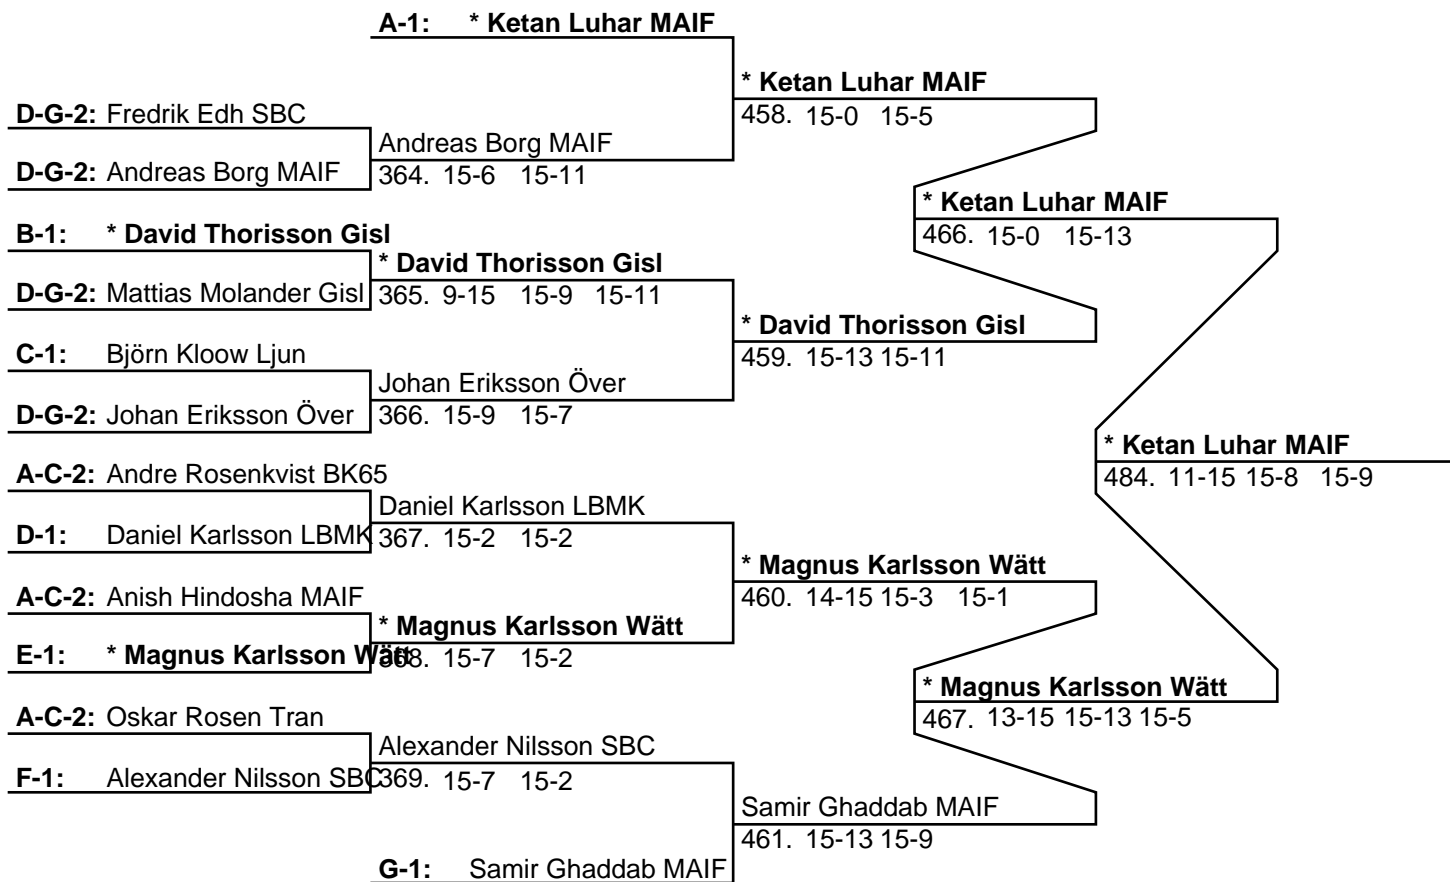 A-1: * Ketan Luhar MAIF
* Ketan Luhar MAIF
D-G-2: Fredrik Edh SBC
458. 15-0 15-5
Andreas Borg MAIF
D-G-2: Andreas Borg MAIF
364. 15-6 15-11
* Ketan Luhar MAIF
B-1: * David Thorisson Gisl
466. 15-0 15-13
* David Thorisson Gisl
D-G-2: Mattias Molander Gisl
365. 9-15 15-9 15-11
* David Thorisson Gisl
C-1: Björn Kloow Ljun
459. 15-13 15-11
Johan Eriksson Över
D-G-2: Johan Eriksson Över
366. 15-9 15-7
* Ketan Luhar MAIF
A-C-2: Andre Rosenkvist BK65
484. 11-15 15-8 15-9
Daniel Karlsson LBMK
D-1: Daniel Karlsson LBMK
367. 15-2 15-2
* Magnus Karlsson Wätt
A-C-2: Anish Hindosha MAIF
460. 14-15 15-3 15-1
* Magnus Karlsson Wätt
E-1: * Magnus Karlsson Wätt
368. 15-7 15-2
* Magnus Karlsson Wätt
A-C-2: Oskar Rosen Tran
467. 13-15 15-13 15-5
Alexander Nilsson SBC
F-1: Alexander Nilsson SBC
369. 15-7 15-2
Samir Ghaddab MAIF
461. 15-13 15-9
G-1: Samir Ghaddab MAIF